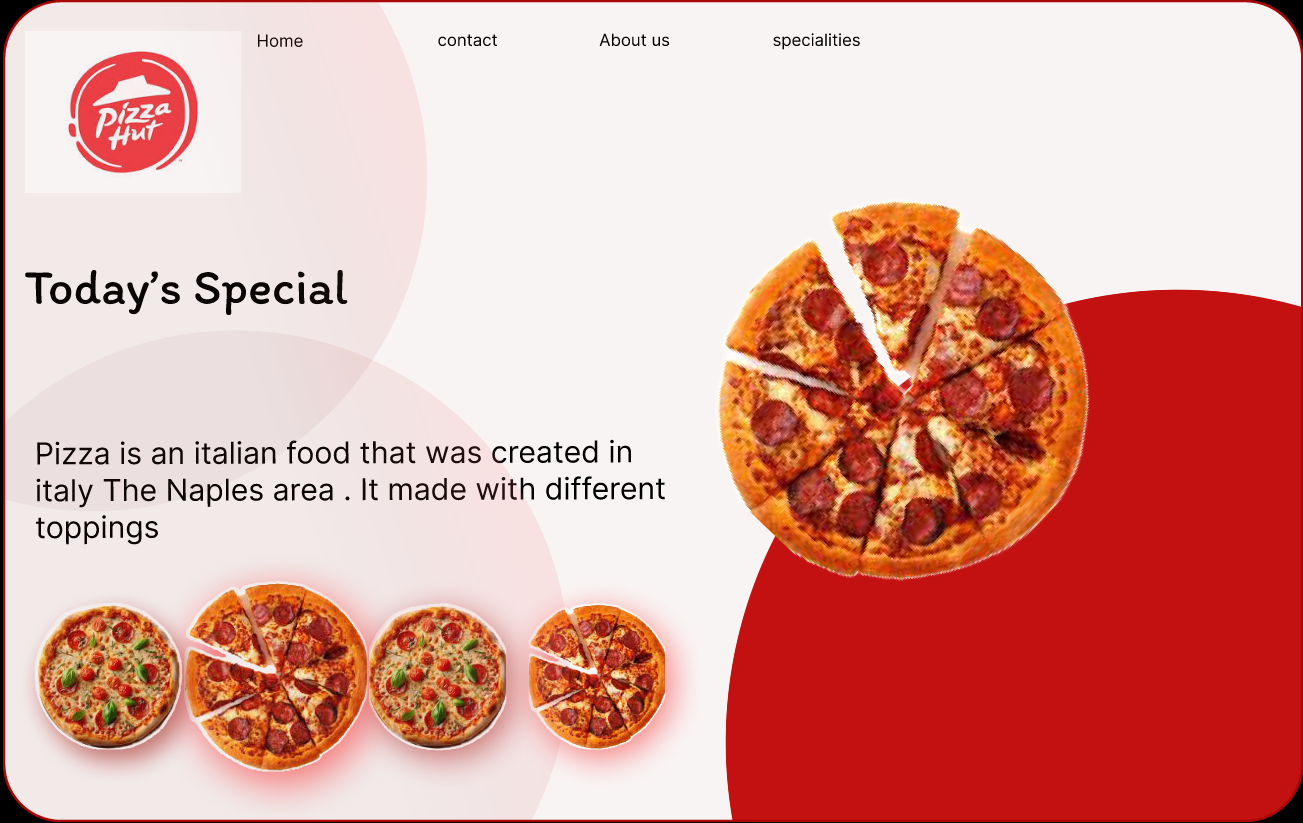 Home contact About us specialities
Pizza
Hut
Today's Special
Pizza is an italian food that was created in
italy The Naples area . It made with different
toppings